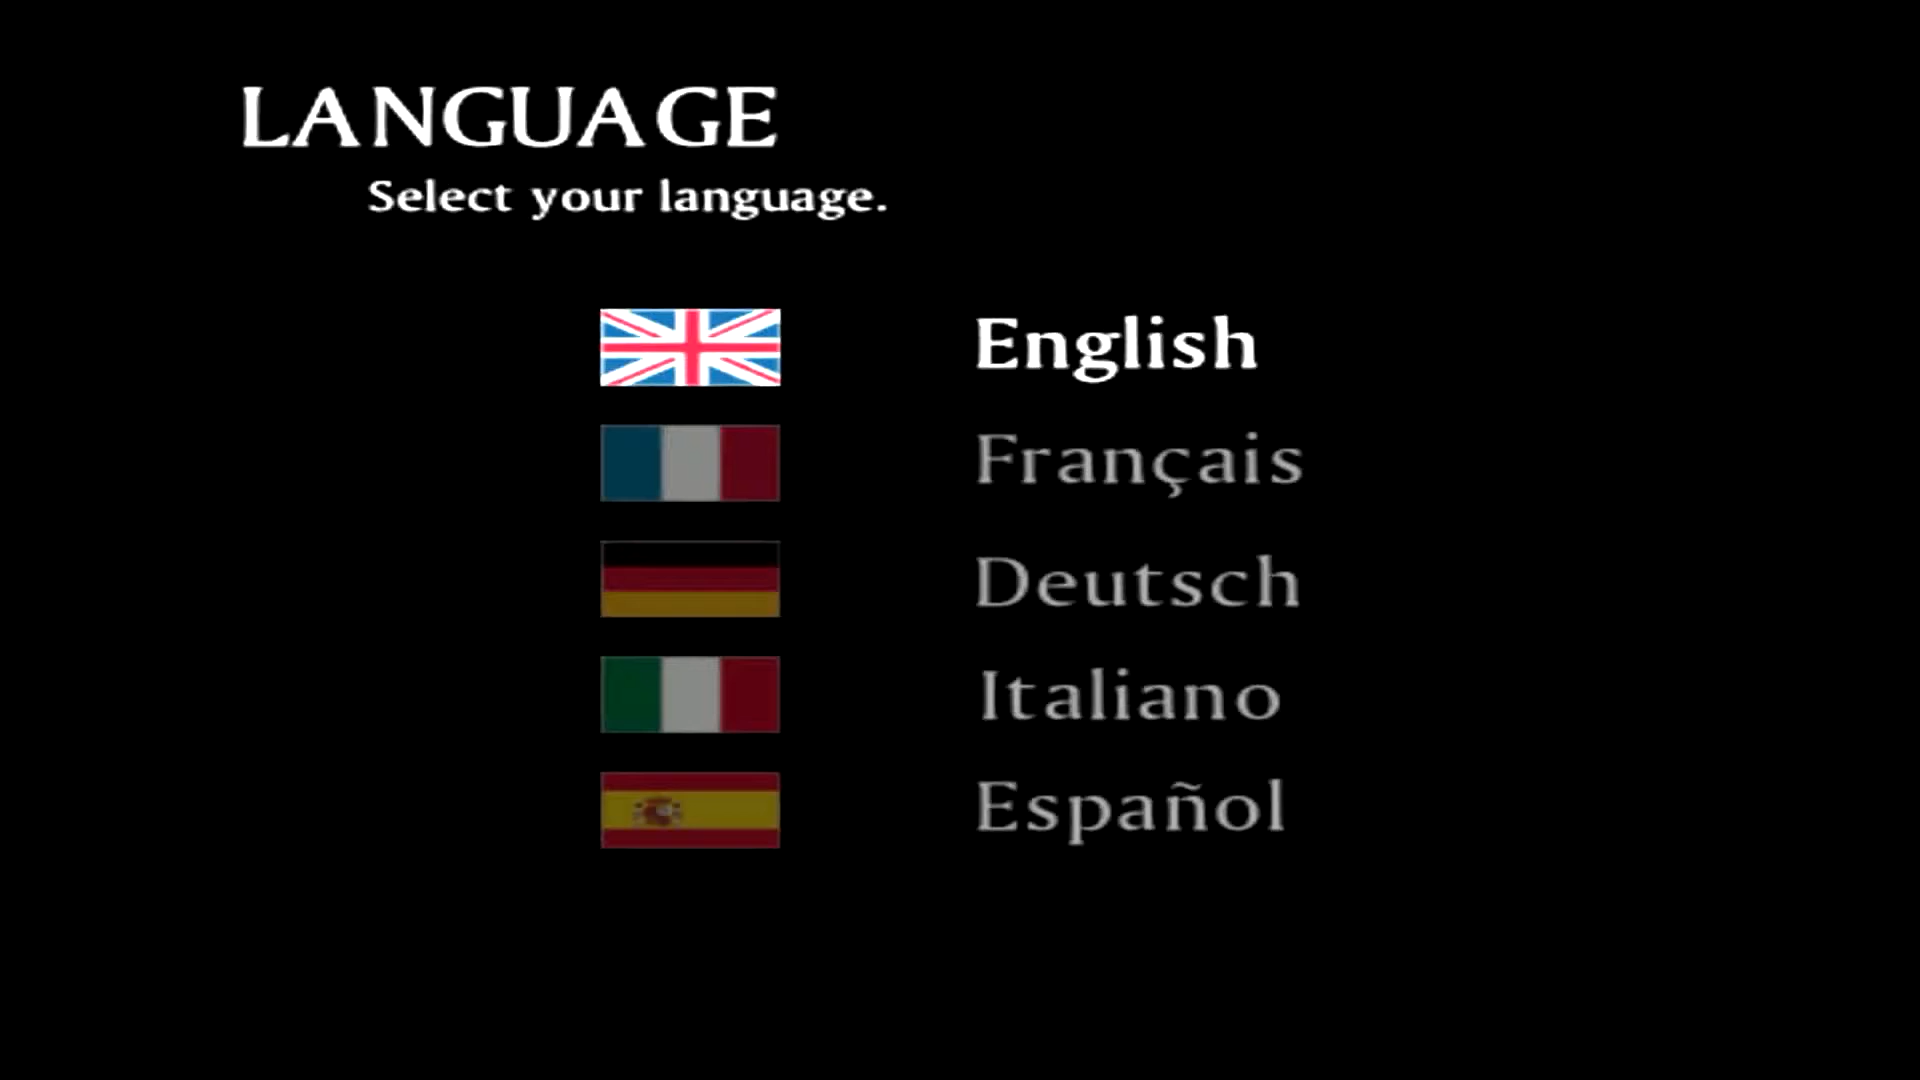 LANGUAGE
Select your language.
English
Français
Deutsch
Italiano
Español